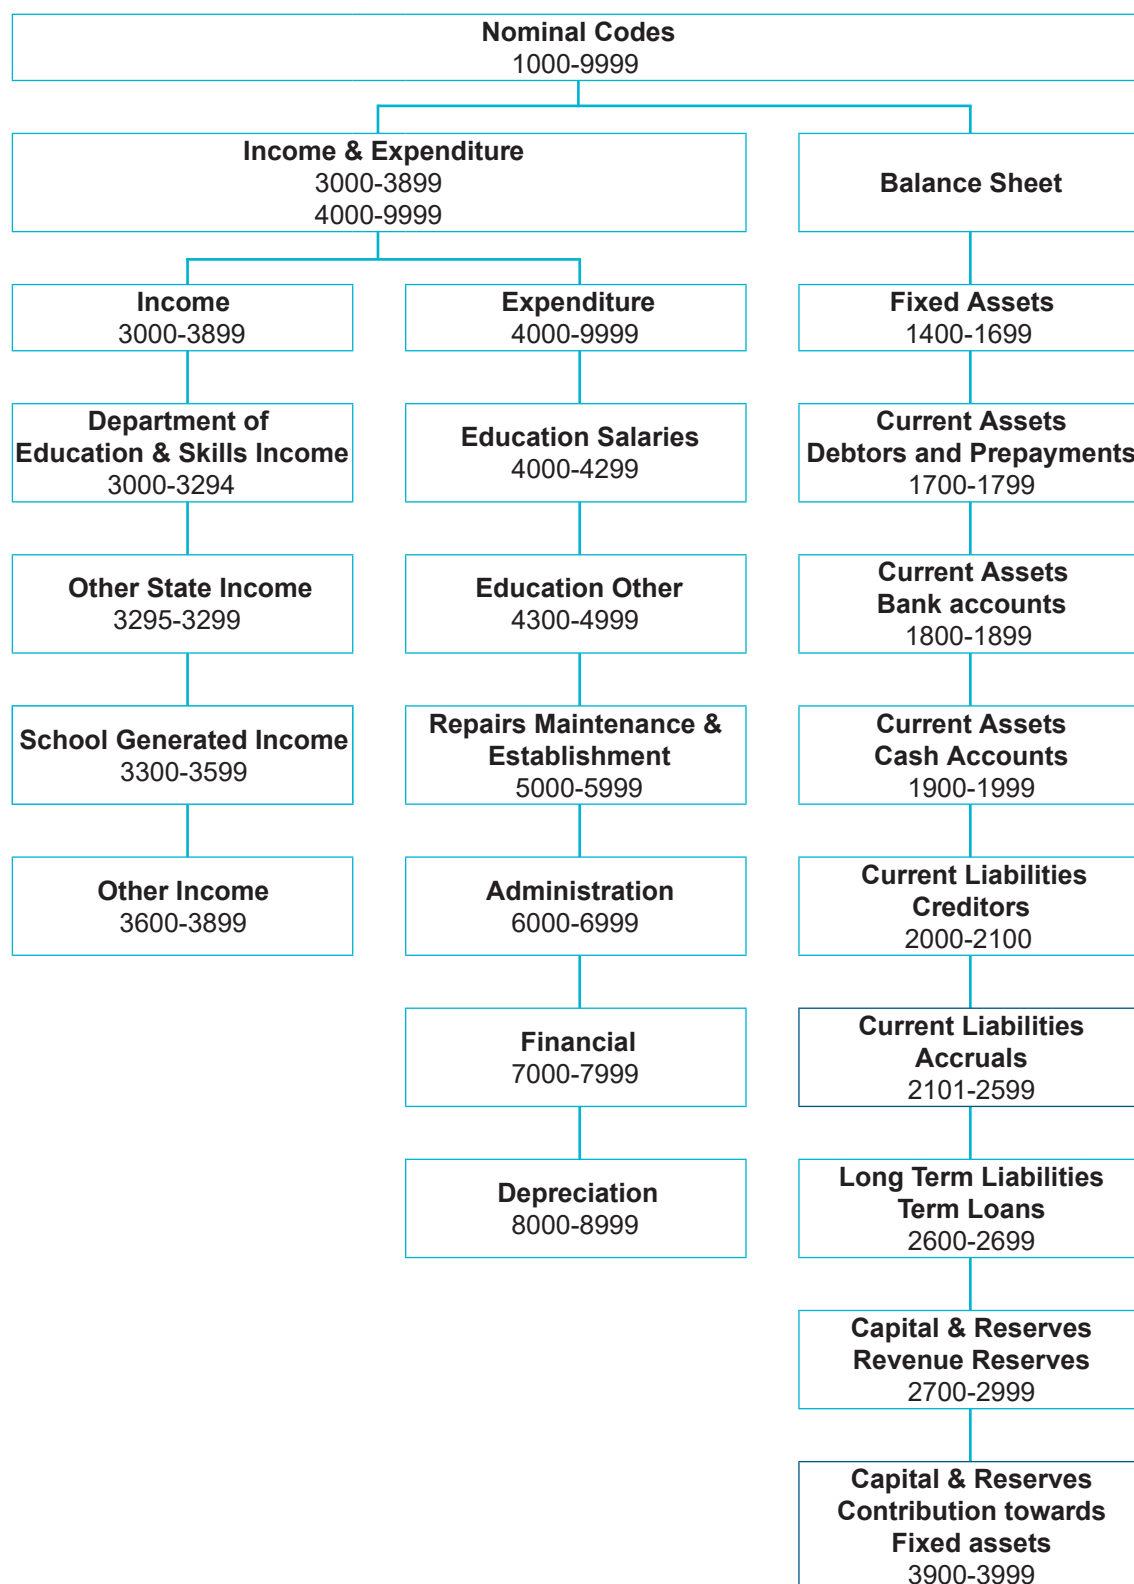 Nominal Codes
1000-9999
Income & Expenditure
3000-3899
4000-9999
Balance Sheet
Income
3000-3899
Expenditure
4000-9999
Fixed Assets
1400-1699
Department of
Education & Skills Income
3000-3294
Education Salaries
4000-4299
Current Assets
Debtors and Prepayments
1700-1799
Other State Income
3295-3299
Education Other
4300-4999
Current Assets
Bank accounts
1800-1899
School Generated Income
3300-3599
Repairs Maintenance &
Establishment
5000-5999
Current Assets
Cash Accounts
1900-1999
Other Income
3600-3899
Administration
6000-6999
Current Liabilities
Creditors
2000-2100
Financial
7000-7999
Current Liabilities
Accruals
2101-2599
Depreciation
8000-8999
Long Term Liabilities
Term Loans
2600-2699
Capital & Reserves
Revenue Reserves
2700-2999
Capital & Reserves
Contribution towards
Fixed assets
3900-3999